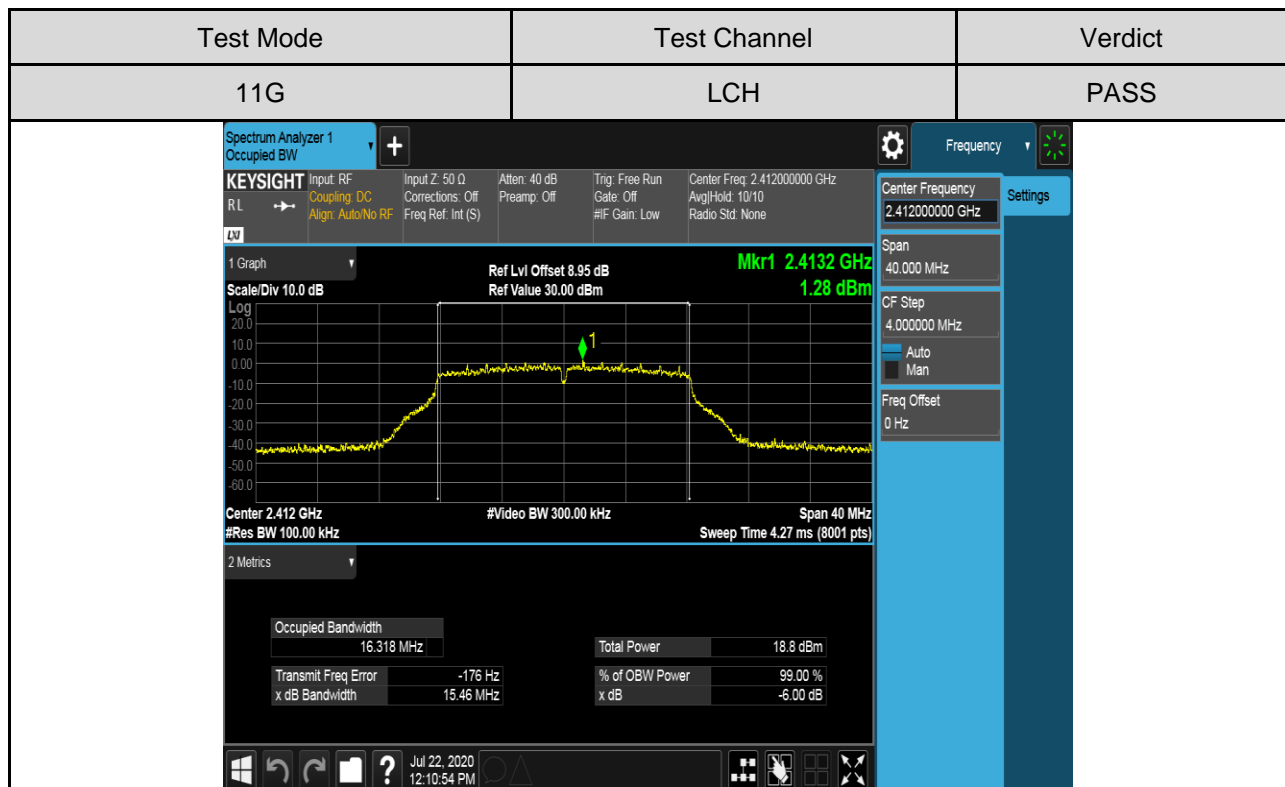 Test Mode Test Channel Verdict
11G LCH PASS
Spectrum Analyzer 1
Occupied BW
+
Frequency
KEYSIGHT
RL
LXI
Input: RF
Coupling: DC
Align: Auto/No RF
Input Z: 50 Ω
Corrections: Off
Freq Ref: Int (S)
Atten: 40 dB
Preamp: Off
Trig: Free Run
Gate: Off
#IF Gain: Low
Center Freq: 2.412000000 GHz
Avg|Hold: 10/10
Radio Std: None
Center Frequency
2.412000000 GHz
Settings
Span
40.000 MHz
CF Step
4.000000 MHz
Auto
Man
Freq Offset
0 Hz
1 Graph
Scale/Div 10.0 dB
Ref Lvl Offset 8.95 dB
Ref Value 30.00 dBm
Mkr1 2.4132 GHz
1.28 dBm
Log
20.0
10.0
0.00
-10.0
-20.0
-30.0
-40.0
-50.0
-60.0
1
Center 2.412 GHz
#Res BW 100.00 kHz
#Video BW 300.00 kHz
Span 40 MHz
Sweep Time 4.27 ms (8001 pts)
2 Metrics
Occupied Bandwidth
16.318 MHz
Total Power 18.8 dBm
Transmit Freq Error -176 Hz
% of OBW Power 99.00 %
x dB Bandwidth 15.46 MHz
x dB -6.00 dB
?
Jul 22, 2020
12:10:54 PM